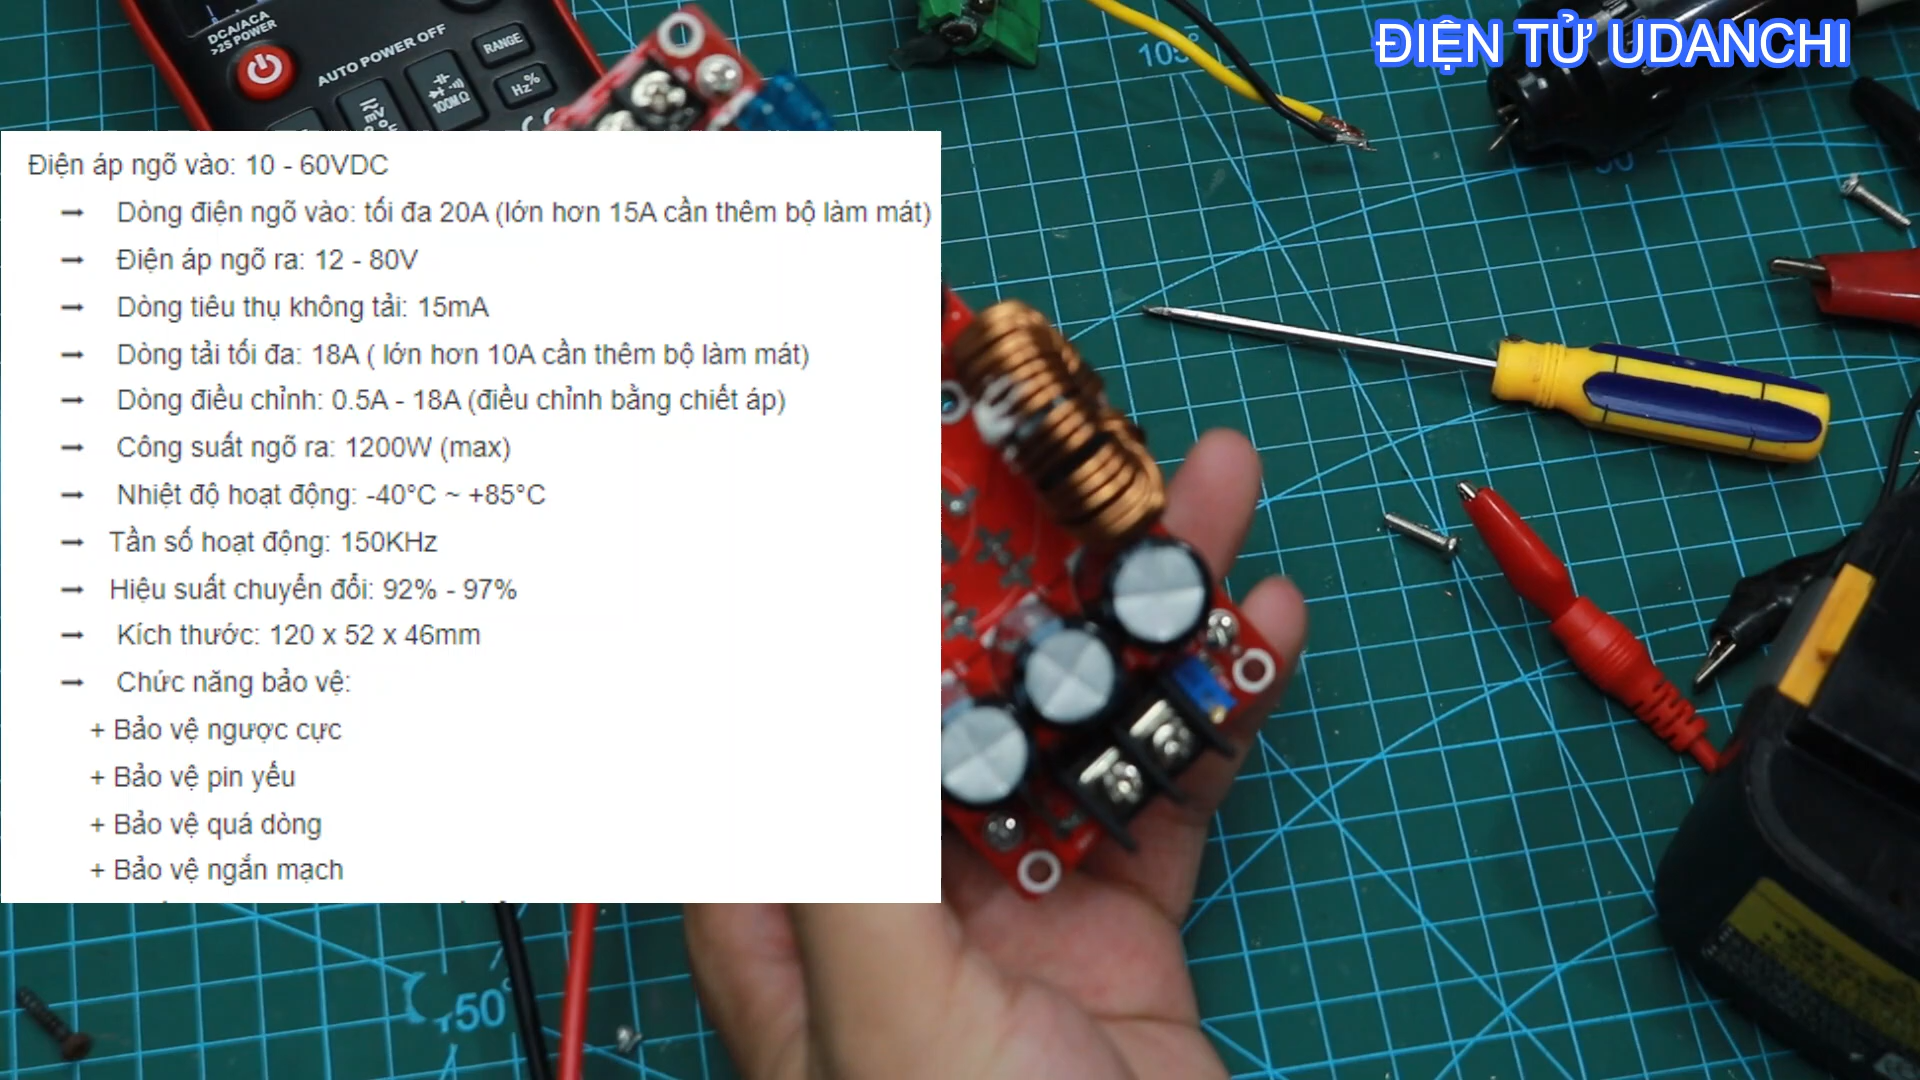 DCA/ACA
>2S POWER
AUTO POWER OFF
RANGE
Hz%
mV
100MΩ
ĐIỆN TỬ UDANCHI
105°
90
Điện áp ngõ vào: 10 - 60VDC
→ Dòng điện ngõ vào: tối đa 20A (lớn hơn 15A cần thêm bộ làm mát)
→ Điện áp ngõ ra: 12 - 80V
→ Dòng tiêu thụ không tải: 15mA
→ Dòng tải tối đa: 18A ( lớn hơn 10A cần thêm bộ làm mát)
→ Dòng điều chỉnh: 0.5A - 18A (điều chỉnh bằng chiết áp)
→ Công suất ngõ ra: 1200W (max)
→ Nhiệt độ hoạt động: -40°C ~ +85°C
→ Tần số hoạt động: 150KHz
→ Hiệu suất chuyển đổi: 92% - 97%
→ Kích thước: 120 x 52 x 46mm
→ Chức năng bảo vệ:
+ Bảo vệ ngược cực
+ Bảo vệ pin yếu
+ Bảo vệ quá dòng
+ Bảo vệ ngắn mạch
50°